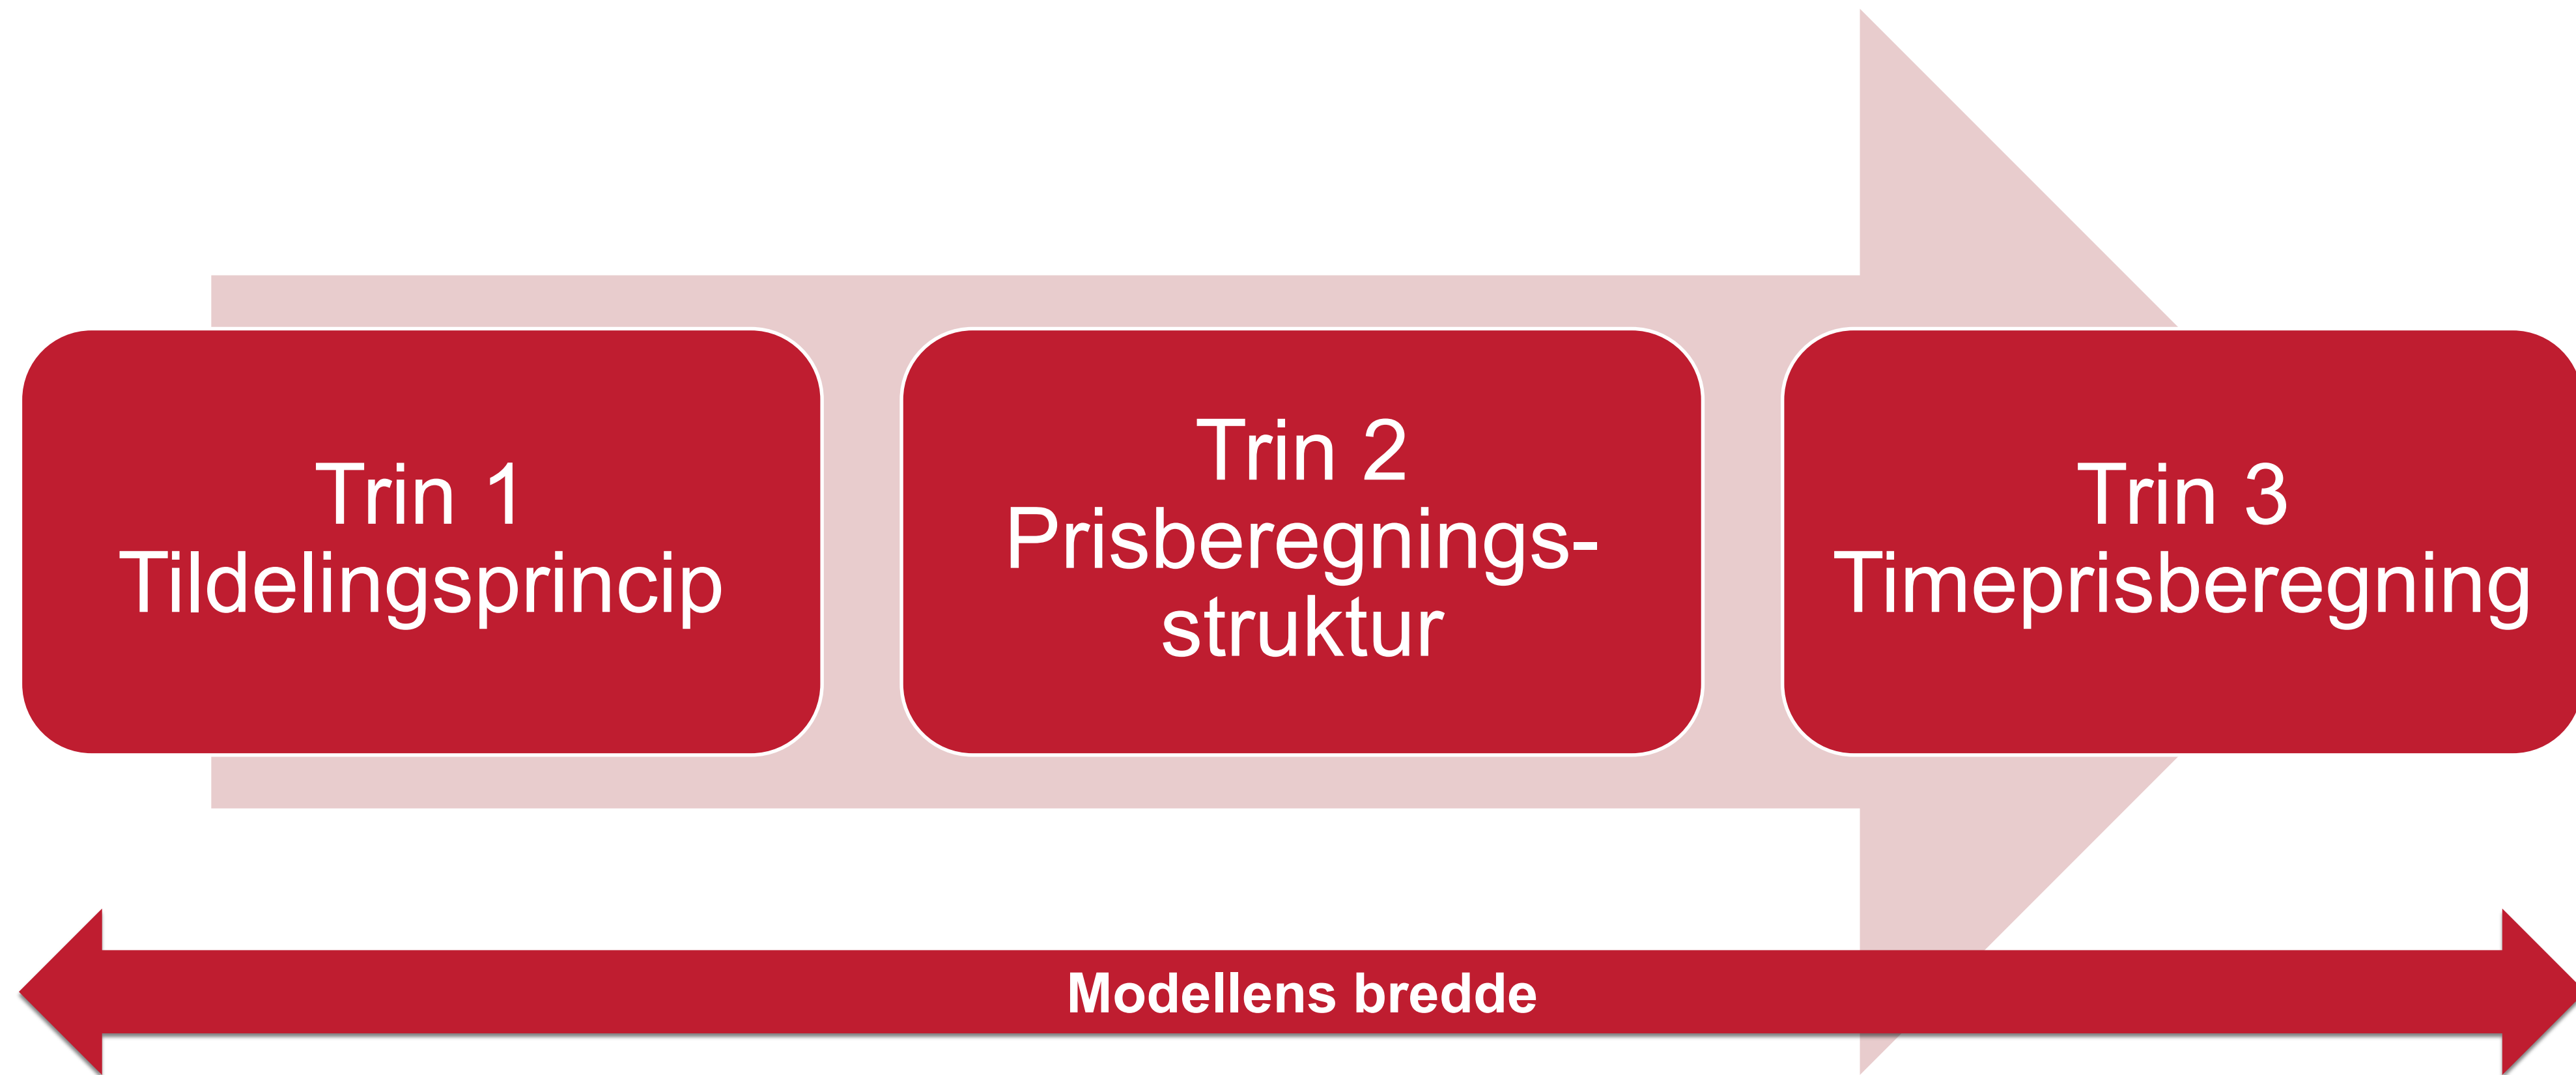 Trin 1
Tildelingsprincip
Trin 2
Prisberegnings-
struktur
Trin 3
Timeprisberegning
Modellens bredde